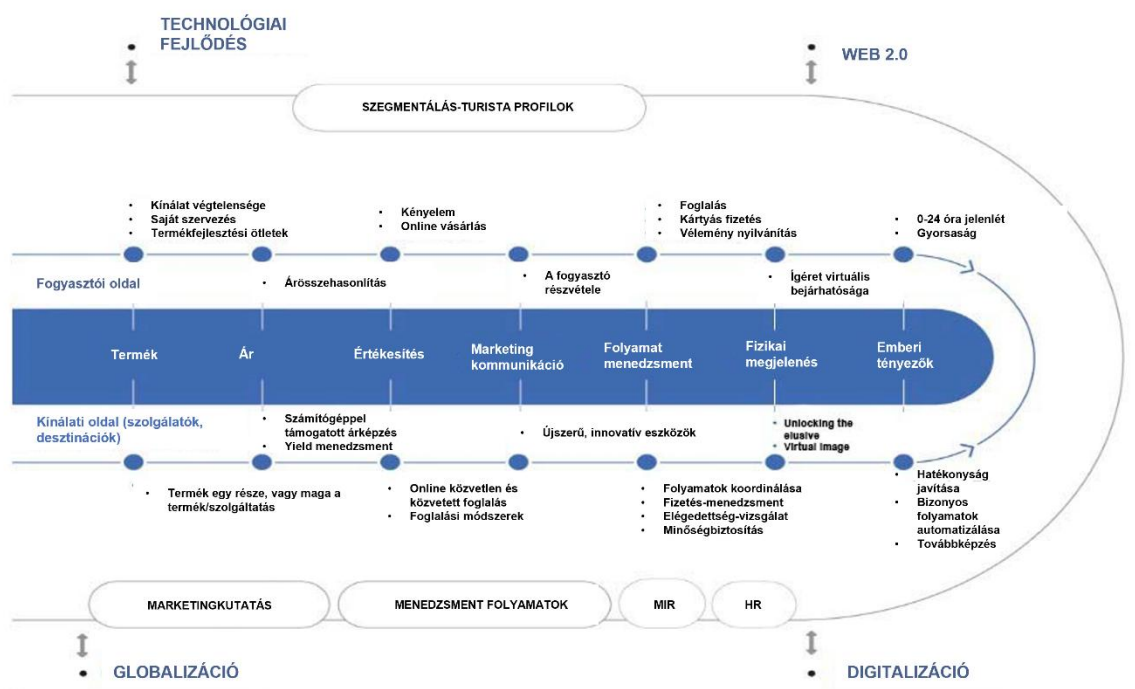 TECHNOLÓGIAI
FEJLŐDÉS
WEB 2.0
SZEGMENTÁLÁS-TURISTA PROFILOK
• Kínálat végtelensége
• Saját szervezés
• Termékfejlesztési ötletek
• Kényelem
• Online vásárlás
• Foglalás
• Kártyás fizetés
• Vélemény nyilvánítás
• 0-24 óra jelenlét
• Gyorsaság
Fogyasztói oldal
• Árösszehasonlítás
• A fogyasztó
részvétele
• Ígéret virtuális
bejárhatósága
Termék
Ár
Értékesítés
Marketing
kommunikáció
Folyamat
menedzsment
Fizikai
megjelenés
Emberi
tényezők
Kínálati oldal (szolgálatók,
desztinációk)
• Számítógéppel
támogatott árképzés
• Yield menedzsment
• Újszerű, innovatív eszközök
• Unlocking the
elusive
• Virtual image
• Termék egy része, vagy maga a
termék/szolgáltatás
• Online közvetlen és
közvetett foglalás
• Foglalási módszerek
• Folyamatok koordinálása
• Fizetés-menedzsment
• Elégedettség-vizsgálat
• Minőségbiztosítás
• Hatékonyság
javítása
• Bizonyos
folyamatok
automatizálása
• Továbbképzés
MARKETINGKUTATÁS
MENEDZSMENT FOLYAMATOK
MIR
HR
GLOBALIZÁCIÓ
DIGITALIZÁCIÓ